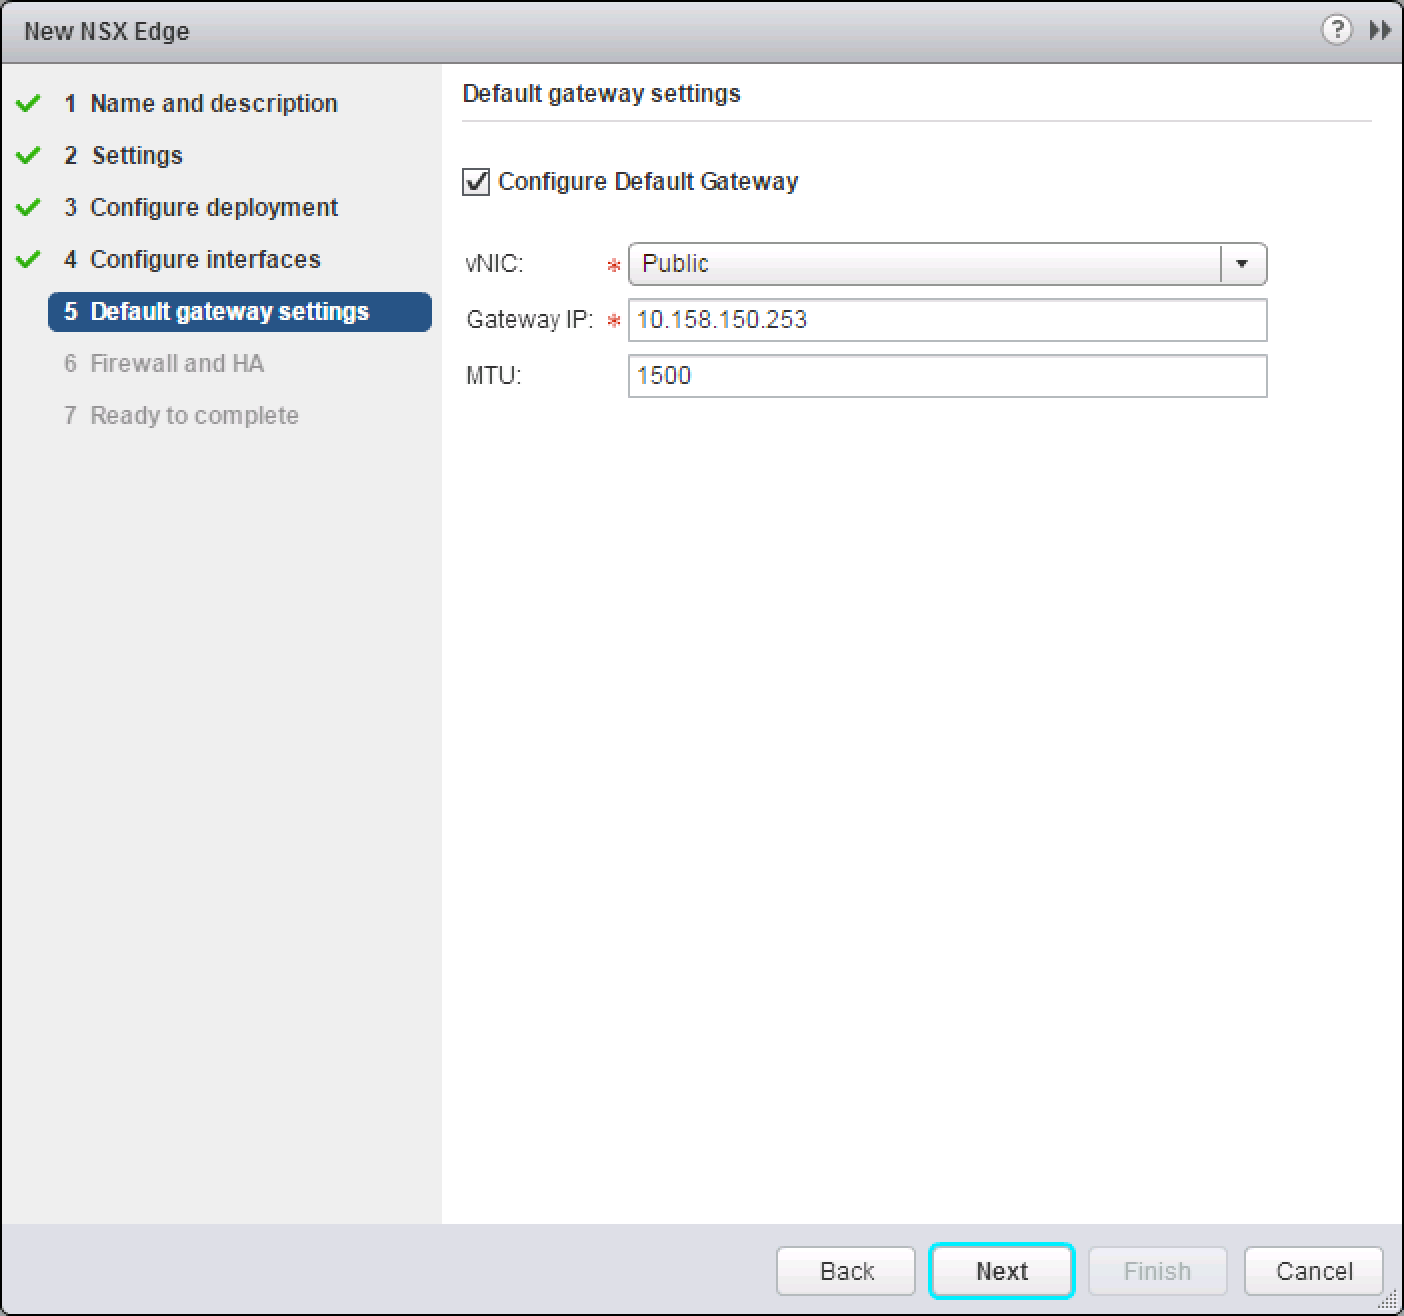 New NSX Edge
?
1 Name and description
2 Settings
3 Configure deployment
4 Configure interfaces
5 Default gateway settings
6 Firewall and HA
7 Ready to complete
Default gateway settings
Configure Default Gateway
vNIC: * Public
Gateway IP: * 10.158.150.253
MTU: 1500
Back Next Finish Cancel